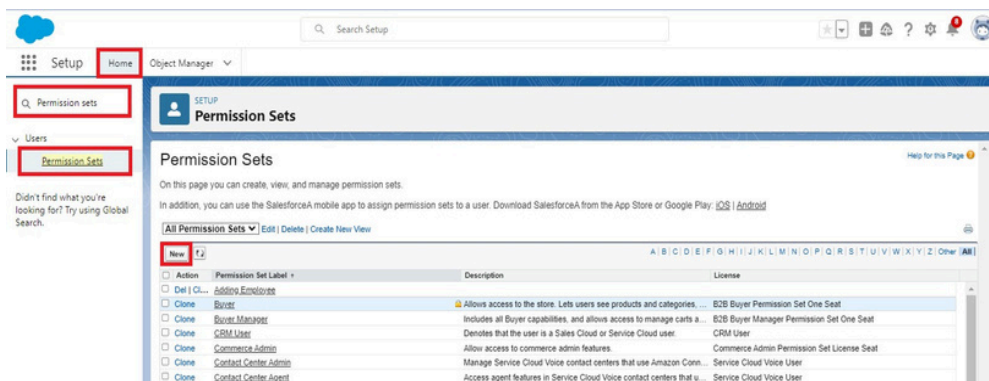 Search Setup
Setup
Home
Object Manager
Permission sets
Users
Permission Sets
Didn't find what you're
looking for? Try using Global
Search.
SETUP
Permission Sets
Permission Sets
Help for this Page
On this page you can create, view, and manage permission sets.
In addition, you can use the SalesforceA mobile app to assign permission sets to a user. Download SalesforceA from the App Store or Google Play: iOS | Android
All Permission Sets Edit | Delete | Create New View
New A | B | C | D | E | F | G | H | I | J | K | L | M | N | O | P | Q | R | S | T | U | V | W | X | Y | Z | Other | All
Action Permission Set Label Description License
Del | Cl... Adding Employee
Clone Buyer Allows access to the store. Lets users see products and categories, ... B2B Buyer Permission Set One Seat
Clone Buyer Manager Includes all Buyer capabilities, and allows access to manage carts a... B2B Buyer Manager Permission Set One Seat
Clone CRM User Denotes that the user is a Sales Cloud or Service Cloud user. CRM User
Clone Commerce Admin Allow access to commerce admin features. Commerce Admin Permission Set License Seat
Clone Contact Center Admin Manage Service Cloud Voice contact centers that use Amazon Conn... Service Cloud Voice User
Clone Contact Center Agent Access agent features in Service Cloud Voice contact centers that u... Service Cloud Voice User